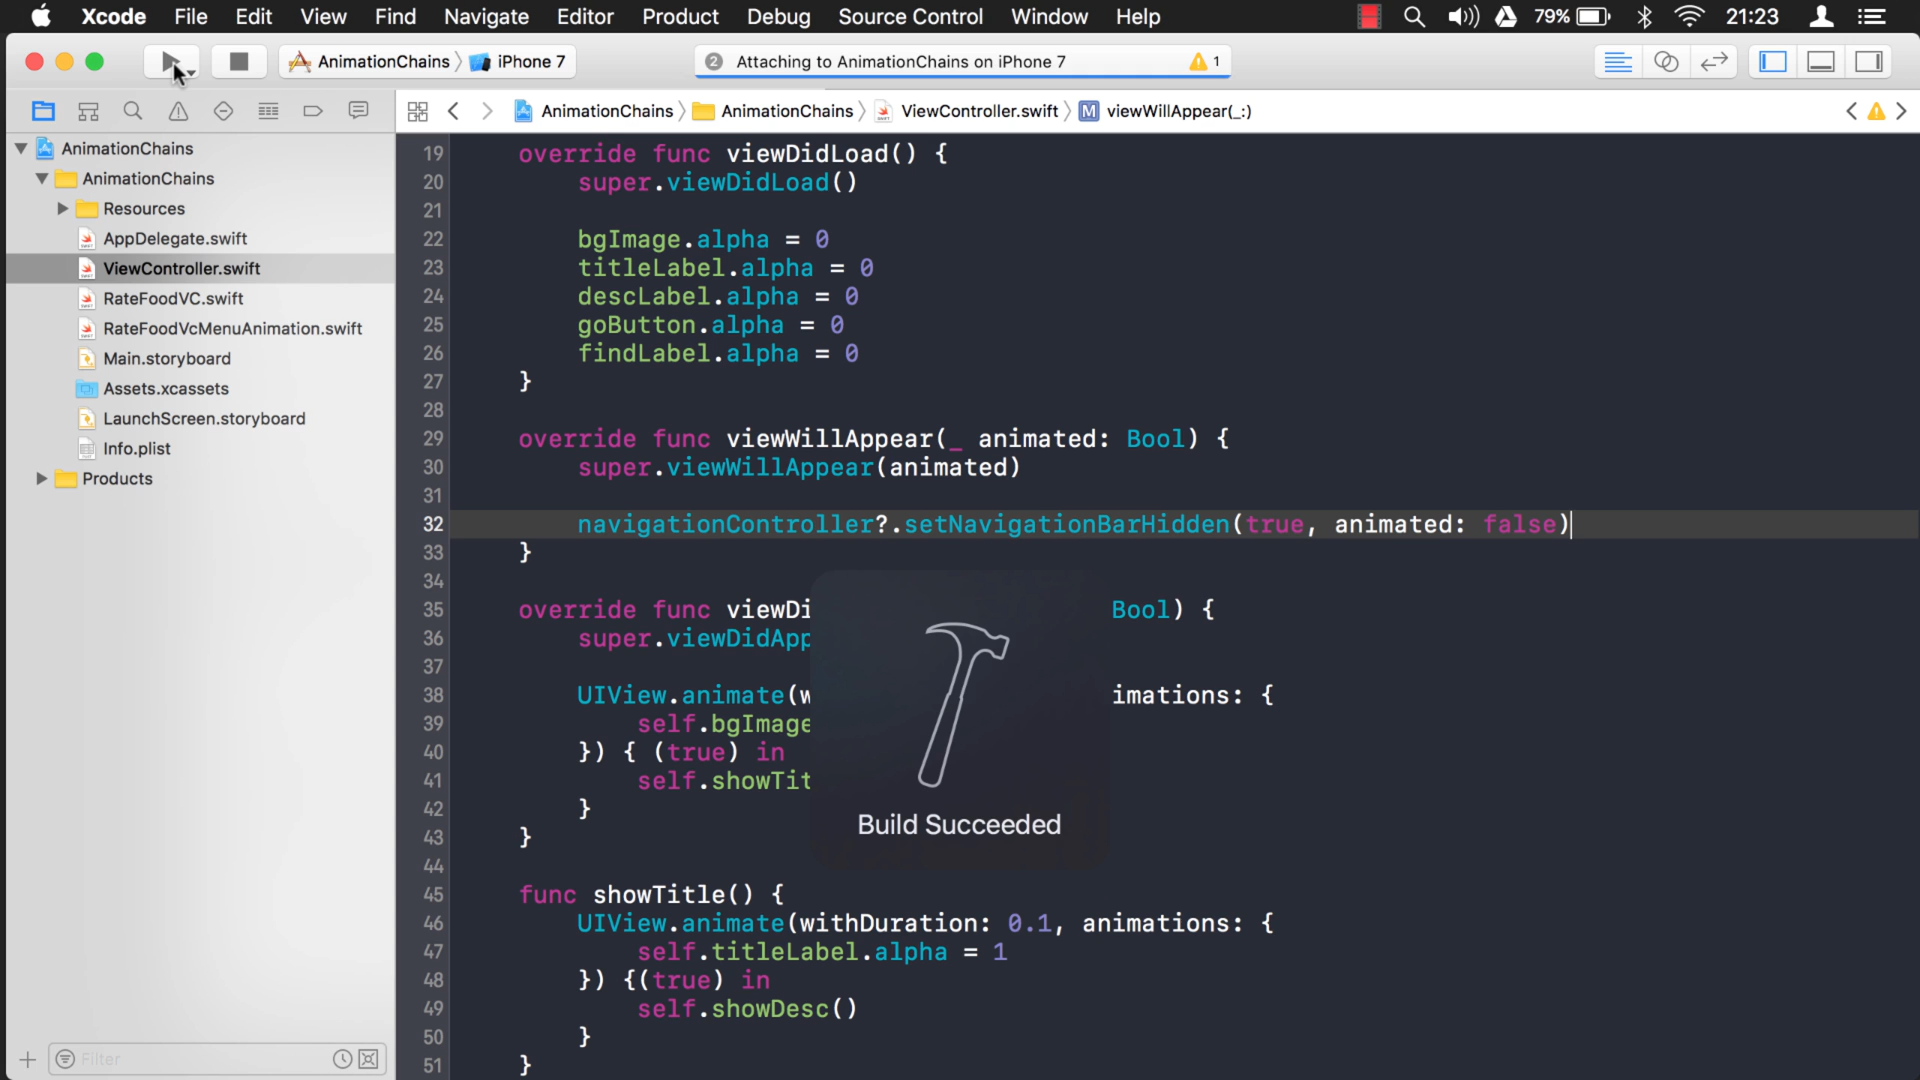 Xcode File Edit View Find Navigate Editor Product Debug Source Control Window Help 79% 21:23
AnimationChains iPhone 7 2 Attaching to AnimationChains on iPhone 7 1
AnimationChains AnimationChains ViewController.swift M viewWillAppear(_:)
AnimationChains
AnimationChains
Resources
AppDelegate.swift
ViewController.swift
RateFoodVC.swift
RateFoodVcMenuAnimation.swift
Main.storyboard
Assets.xcassets
LaunchScreen.storyboard
Info.plist
Products
Filter
19 override func viewDidLoad() {
20 super.viewDidLoad()
21
22 bgImage.alpha = 0
23 titleLabel.alpha = 0
24 descLabel.alpha = 0
25 goButton.alpha = 0
26 findLabel.alpha = 0
27 }
28
29 override func viewWillAppear(_ animated: Bool) {
30 super.viewWillAppear(animated)
31
32 navigationController?.setNavigationBarHidden(true, animated: false)
33 }
34
35 override func viewDi Bool) {
36 super.viewDidApp
37
38 UIView.animate(w imations: {
39 self.bgImage
40 }) { (true) in
41 self.showTit
42 }
43 }
44
45 func showTitle() {
46 UIView.animate(withDuration: 0.1, animations: {
47 self.titleLabel.alpha = 1
48 }) {(true) in
49 self.showDesc()
50 }
51 }
Build Succeeded